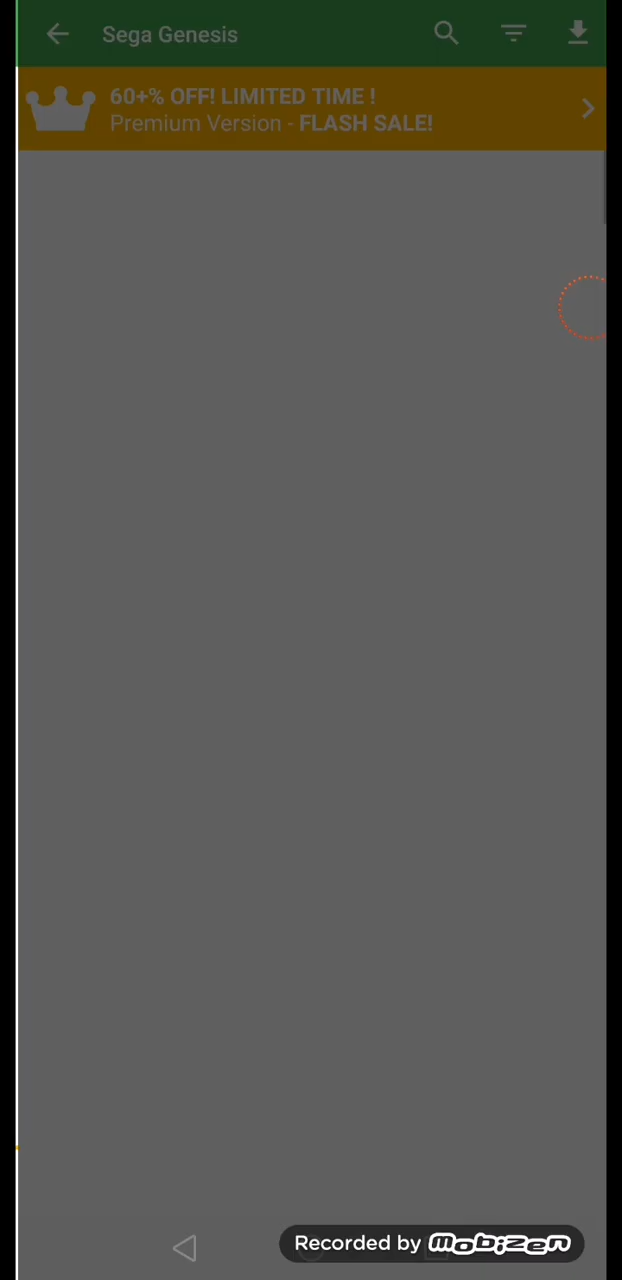 Sega Genesis
60+% OFF! LIMITED TIME !
Premium Version - FLASH SALE!
Recorded by mobizen